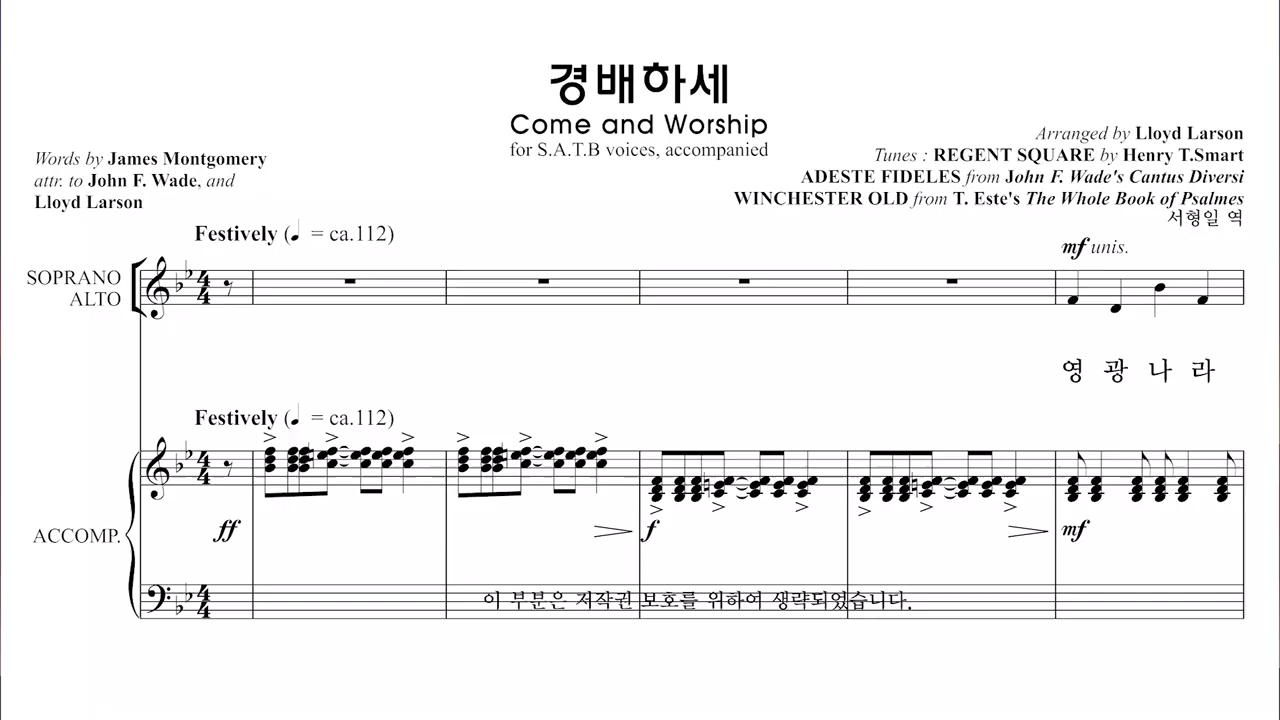 경배하세
Come and Worship
for S.A.T.B voices, accompanied
Words by James Montgomery
attr. to John F. Wade, and
Lloyd Larson
Arranged by Lloyd Larson
Tunes : REGENT SQUARE by Henry T.Smart
ADESTE FIDELES from John F. Wade's Cantus Diversi
WINCHESTER OLD from T. Este's The Whole Book of Psalmes
서형일 역
Festively (♩ = ca.112)
mf unis.
SOPRANO
ALTO
영 광 나 라
Festively (♩ = ca.112)
ACCOMP.
ff f mf
이 부분은 저작권 보호를 위하여 생략되었습니다.